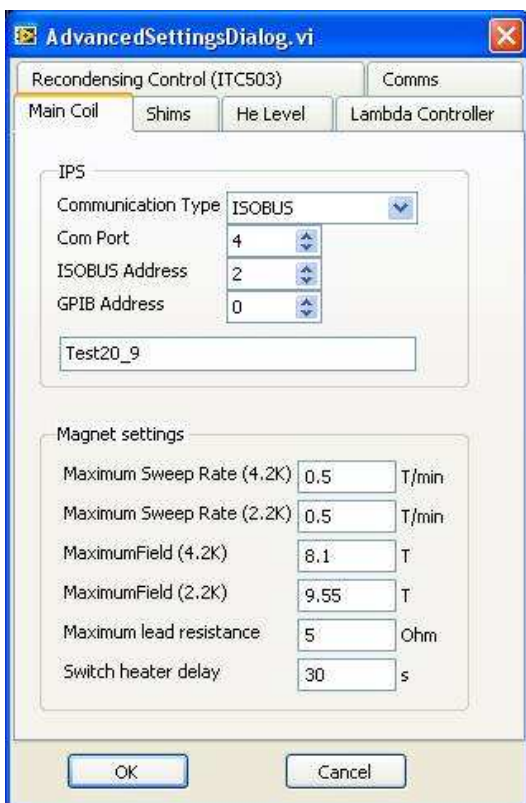 AdvancedSettingsDialog.vi
Recondensing Control (ITC503) Comms
Main Coil Shims He Level Lambda Controller
IPS
Communication Type ISOBUS
Com Port 4
ISOBUS Address 2
GPIB Address 0
Test20_9
Magnet settings
Maximum Sweep Rate (4.2K) 0.5 T/min
Maximum Sweep Rate (2.2K) 0.5 T/min
MaximumField (4.2K) 8.1 T
MaximumField (2.2K) 9.55 T
Maximum lead resistance 5 Ohm
Switch heater delay 30 s
OK Cancel